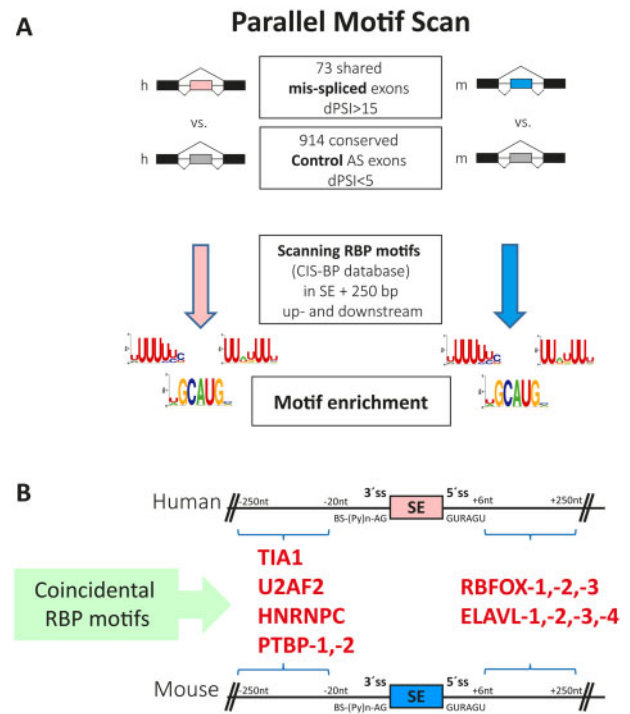 A
Parallel Motif Scan
h
73 shared
mis-spliced exons
dPSI>15
m
vs.
vs.
h
914 conserved
Control AS exons
dPSI<5
m
Scanning RBP motifs
(CIS-BP database)
in SE + 250 bp
up- and downstream
GCAUG
GCAUG
Motif enrichment
B
Human
-250nt
-20nt
3´ss
5´ss
+6nt
+250nt
SE
BS-(Py)n-AG
GURAGU
Coincidental
RBP motifs
TIA1
U2AF2
HNRNPC
PTBP-1,-2
RBFOX-1,-2,-3
ELAVL-1,-2,-3,-4
Mouse
-250nt
-20nt
3´ss
5´ss
+6nt
+250nt
SE
BS-(Py)n-AG
GURAGU